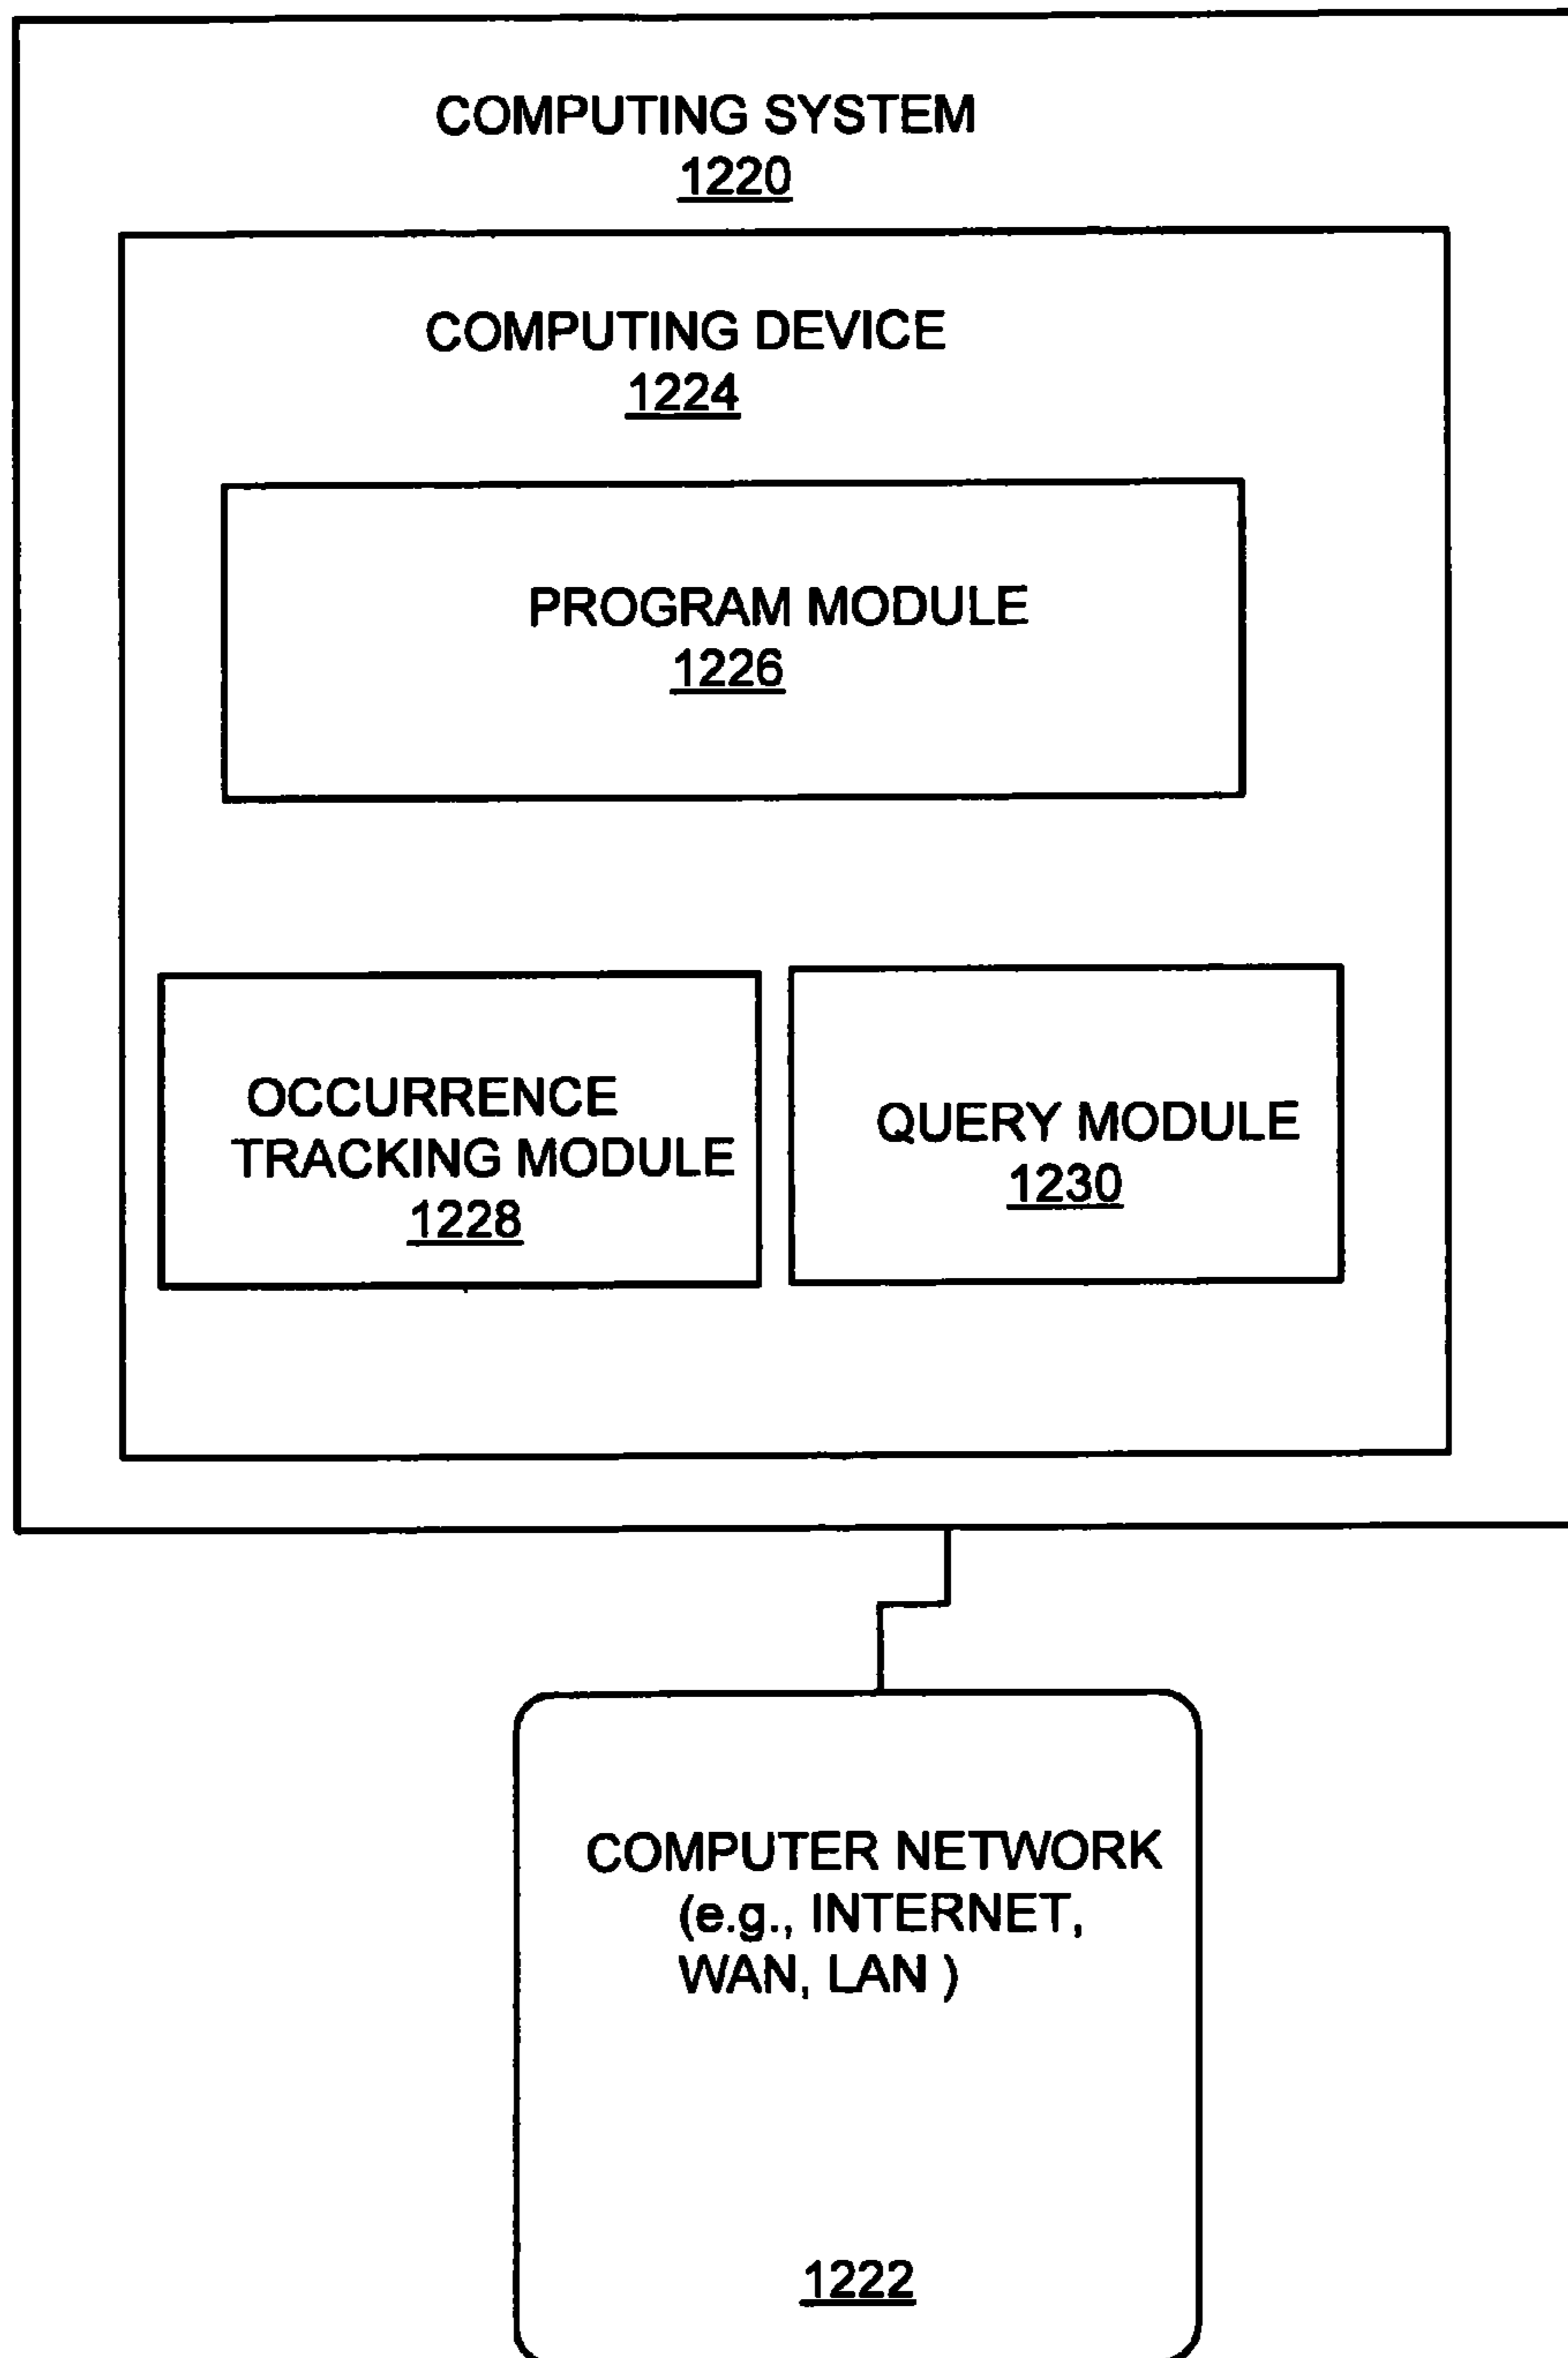 COMPUTING SYSTEM
1220
COMPUTING DEVICE
1224
PROGRAM MODULE
1226
OCCURRENCE
TRACKING MODULE
1228
QUERY MODULE
1230
COMPUTER NETWORK
(e.g., INTERNET,
WAN, LAN )
1222